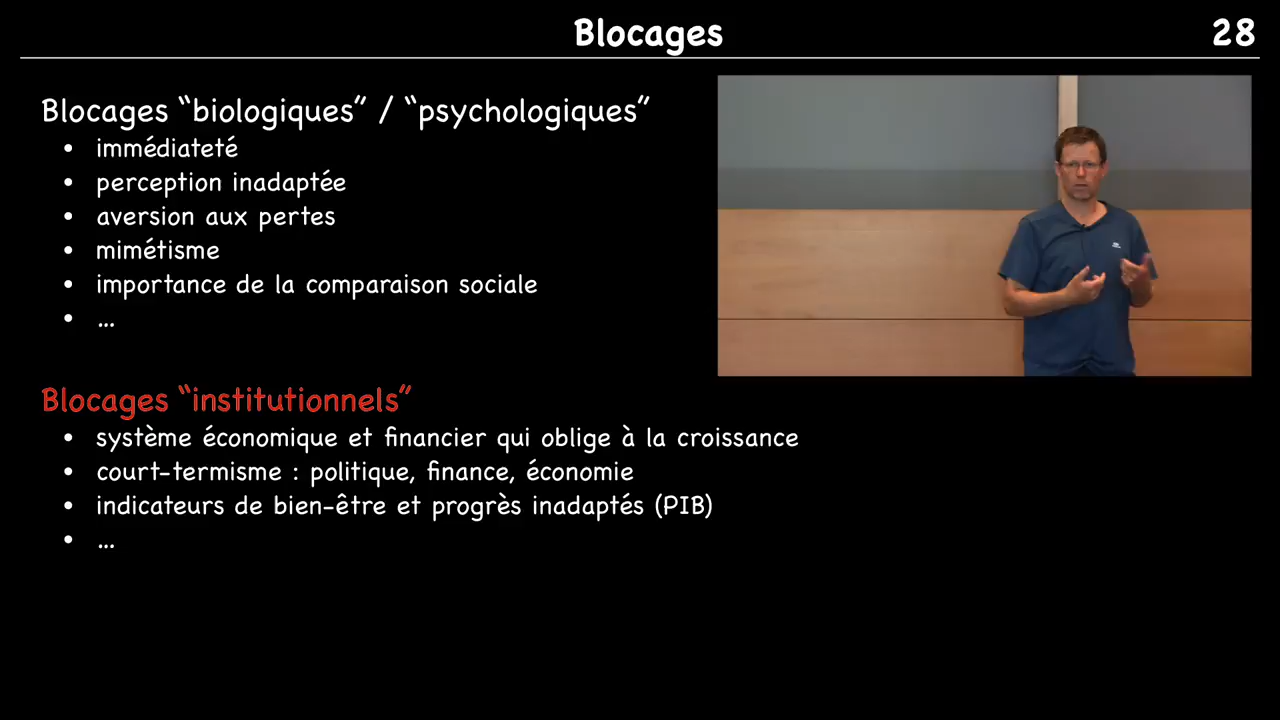 Blocages
28
Blocages “biologiques” / “psychologiques”
• immédiateté
• perception inadaptée
• aversion aux pertes
• mimétisme
• importance de la comparaison sociale
• ...
Blocages “institutionnels”
• système économique et financier qui oblige à la croissance
• court-termisme : politique, finance, économie
• indicateurs de bien-être et progrès inadaptés (PIB)
• ...